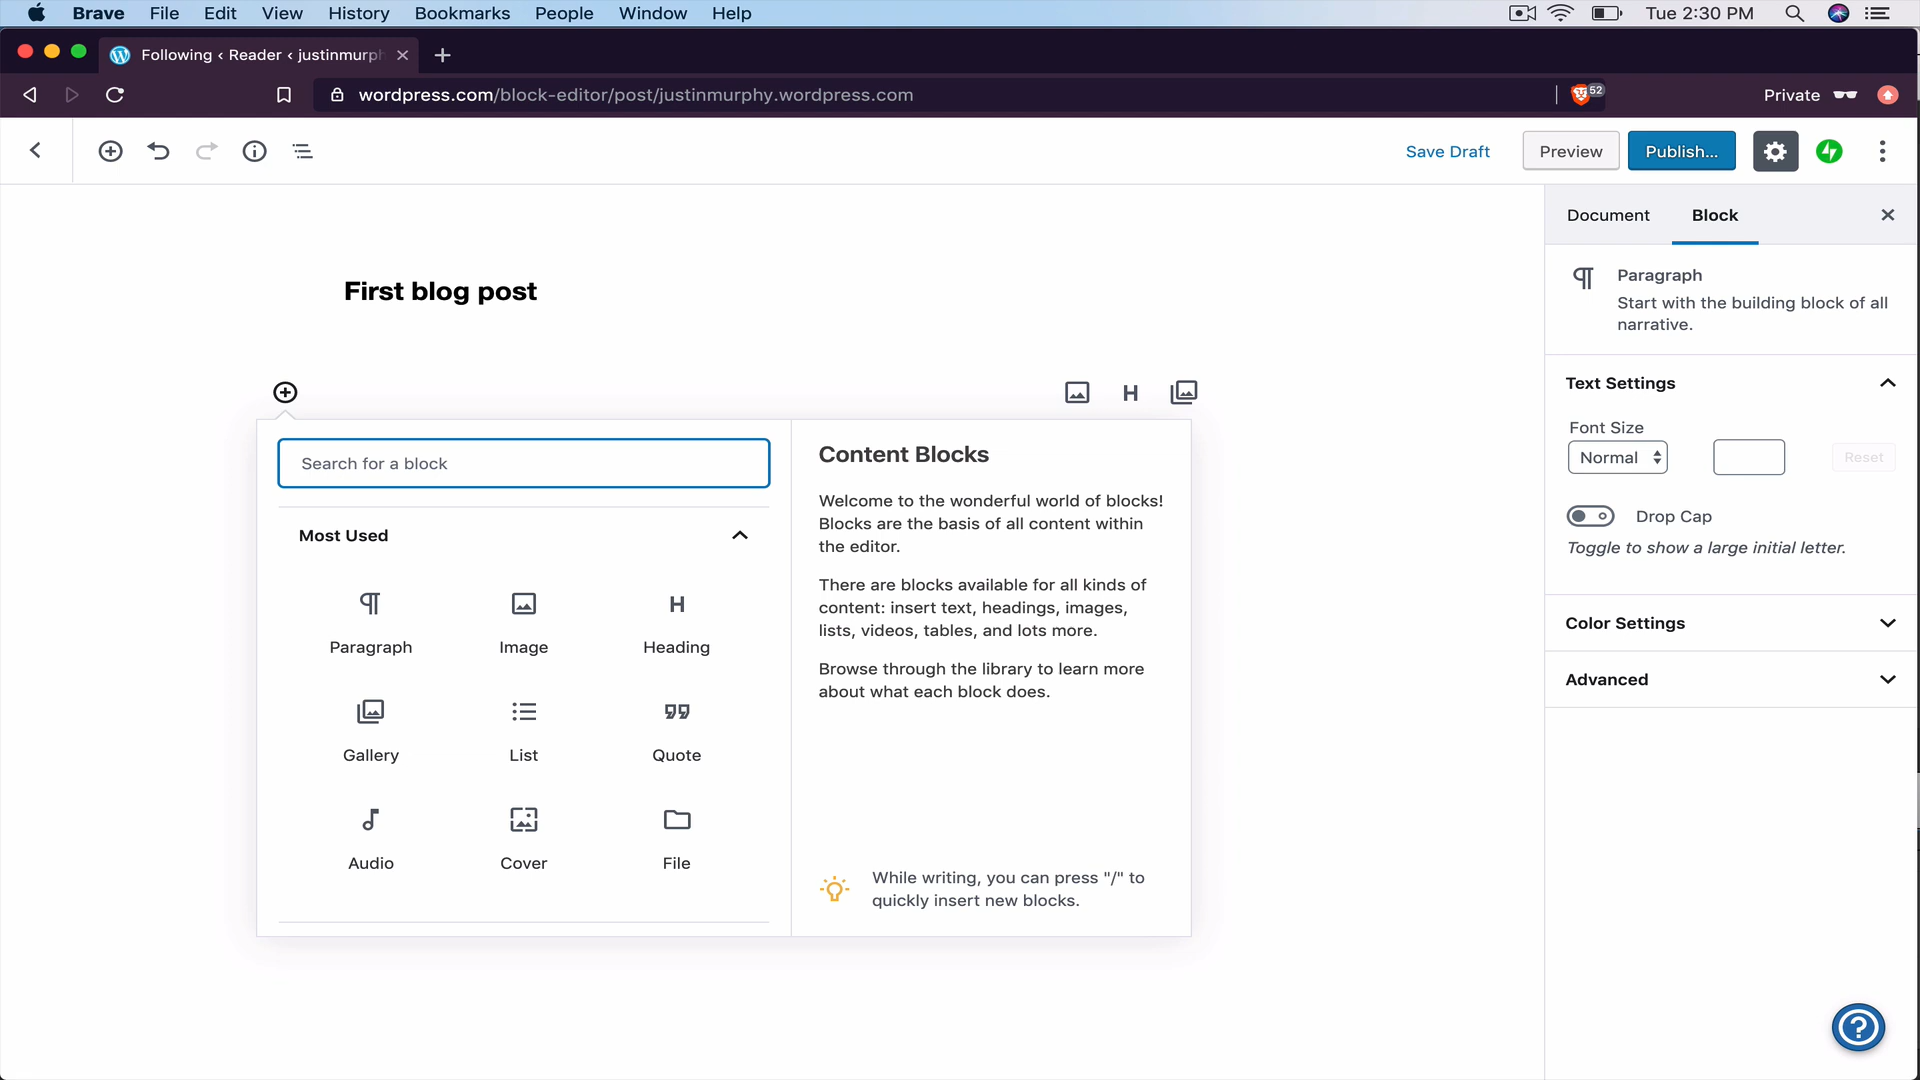 Brave File Edit View History Bookmarks People Window Help Tue 2:30 PM
Following ‹ Reader ‹ justinmurph
wordpress.com/block-editor/post/justinmurphy.wordpress.com 52 Private
Save Draft Preview Publish...
Document Block
First blog post
Paragraph
Start with the building block of all
narrative.
Text Settings
Font Size
Normal Reset
Drop Cap
Toggle to show a large initial letter.
Color Settings
Advanced
H
Search for a block
Most Used
H
Paragraph Image Heading
Gallery List Quote
Audio Cover File
Content Blocks
Welcome to the wonderful world of blocks!
Blocks are the basis of all content within
the editor.
There are blocks available for all kinds of
content: insert text, headings, images,
lists, videos, tables, and lots more.
Browse through the library to learn more
about what each block does.
While writing, you can press "/" to
quickly insert new blocks.